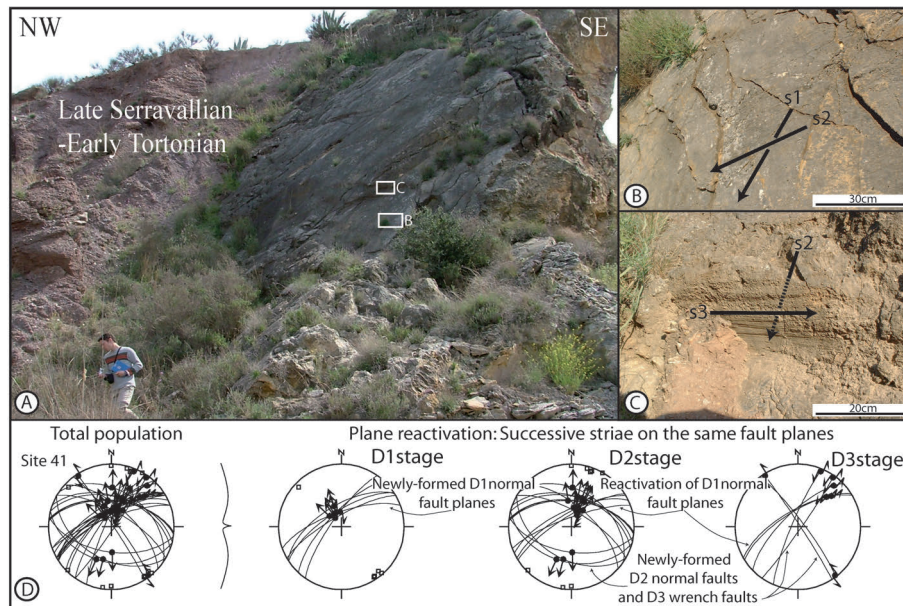 NW
SE
Late Serravallian
-Early Tortonian
C
B
A
s1
s2
30cm
B
s2
s3
20cm
C
Total population
Plane reactivation: Successive striae on the same fault planes
Site 41
N
D1stage
Newly-formed D1normal
fault planes
N
D2stage
Reactivation of D1normal
fault planes
N
D3stage
N
Newly-formed
D2 normal faults
and D3 wrench faults
D